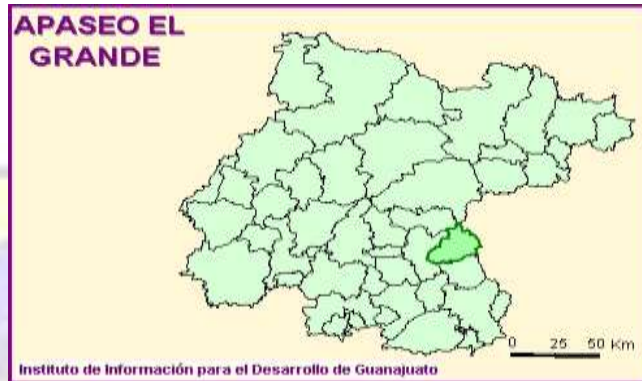 APASEO EL
GRANDE
0 25 50 Km
Instituto de Información para el Desarrollo de Guanajuato